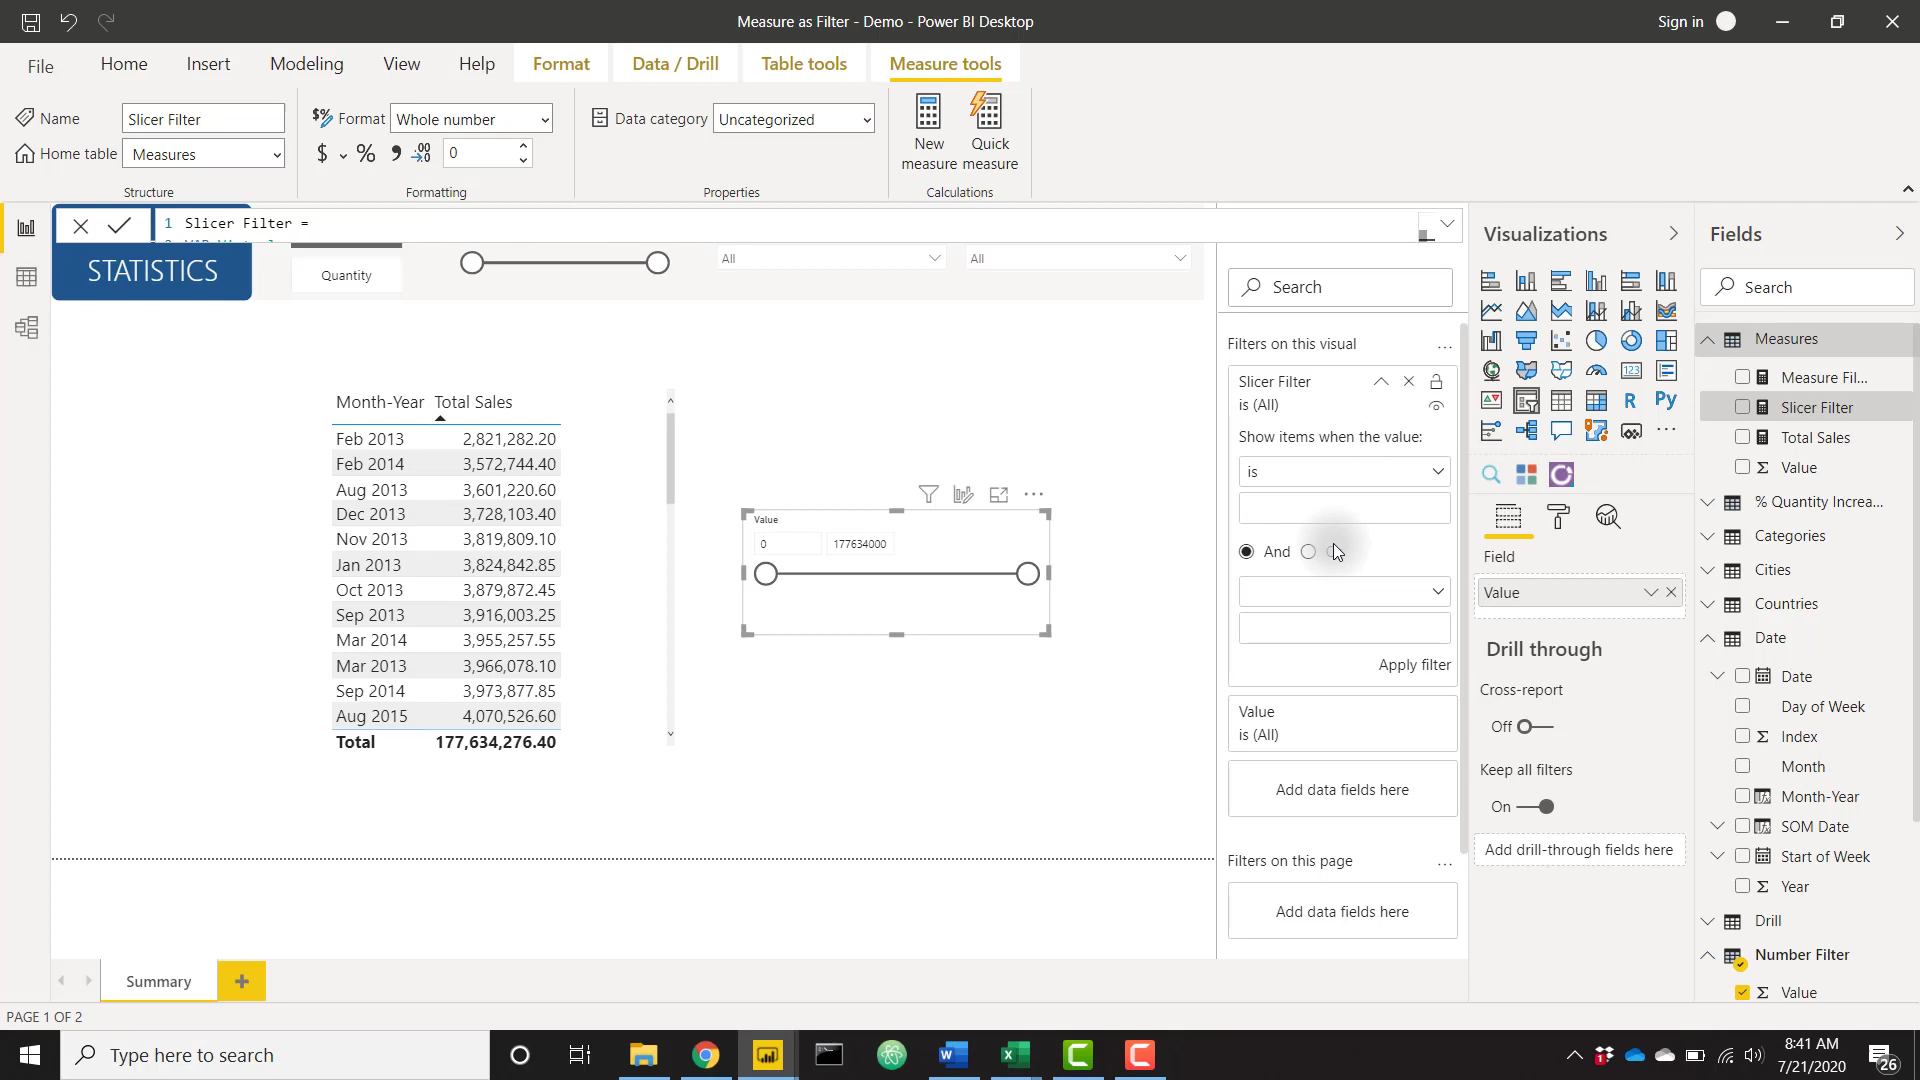 Measure as Filter - Demo - Power BI Desktop
Sign in
File
Home
Insert
Modeling
View
Help
Format
Data / Drill
Table tools
Measure tools
Name
Slicer Filter
Home table
Measures
Structure
Format
Whole number
$
%
0
Formatting
Data category
Uncategorized
Properties
New
measure
Quick
measure
Calculations
1 Slicer Filter =
STATISTICS
Quantity
All
All
Month-Year Total Sales
Feb 2013 2,821,282.20
Feb 2014 3,572,744.40
Aug 2013 3,601,220.60
Dec 2013 3,728,103.40
Nov 2013 3,819,809.10
Jan 2013 3,824,842.85
Oct 2013 3,879,872.45
Sep 2013 3,916,003.25
Mar 2014 3,955,257.55
Mar 2013 3,966,078.10
Sep 2014 3,973,877.85
Aug 2015 4,070,526.60
Total 177,634,276.40
Value
0 177634000
Search
Filters on this visual
Slicer Filter
is (All)
Show items when the value:
is
And
Apply filter
Value
is (All)
Add data fields here
Filters on this page
Add data fields here
Visualizations
123
R
Py
Field
Value
Drill through
Cross-report
Off
Keep all filters
On
Add drill-through fields here
Fields
Search
Measures
Measure Fil...
Slicer Filter
Total Sales
Value
% Quantity Increa...
Categories
Cities
Countries
Date
Date
Day of Week
Index
Month
Month-Year
SOM Date
Start of Week
Year
Drill
Number Filter
Value
Summary
PAGE 1 OF 2
Type here to search
8:41 AM
7/21/2020
26